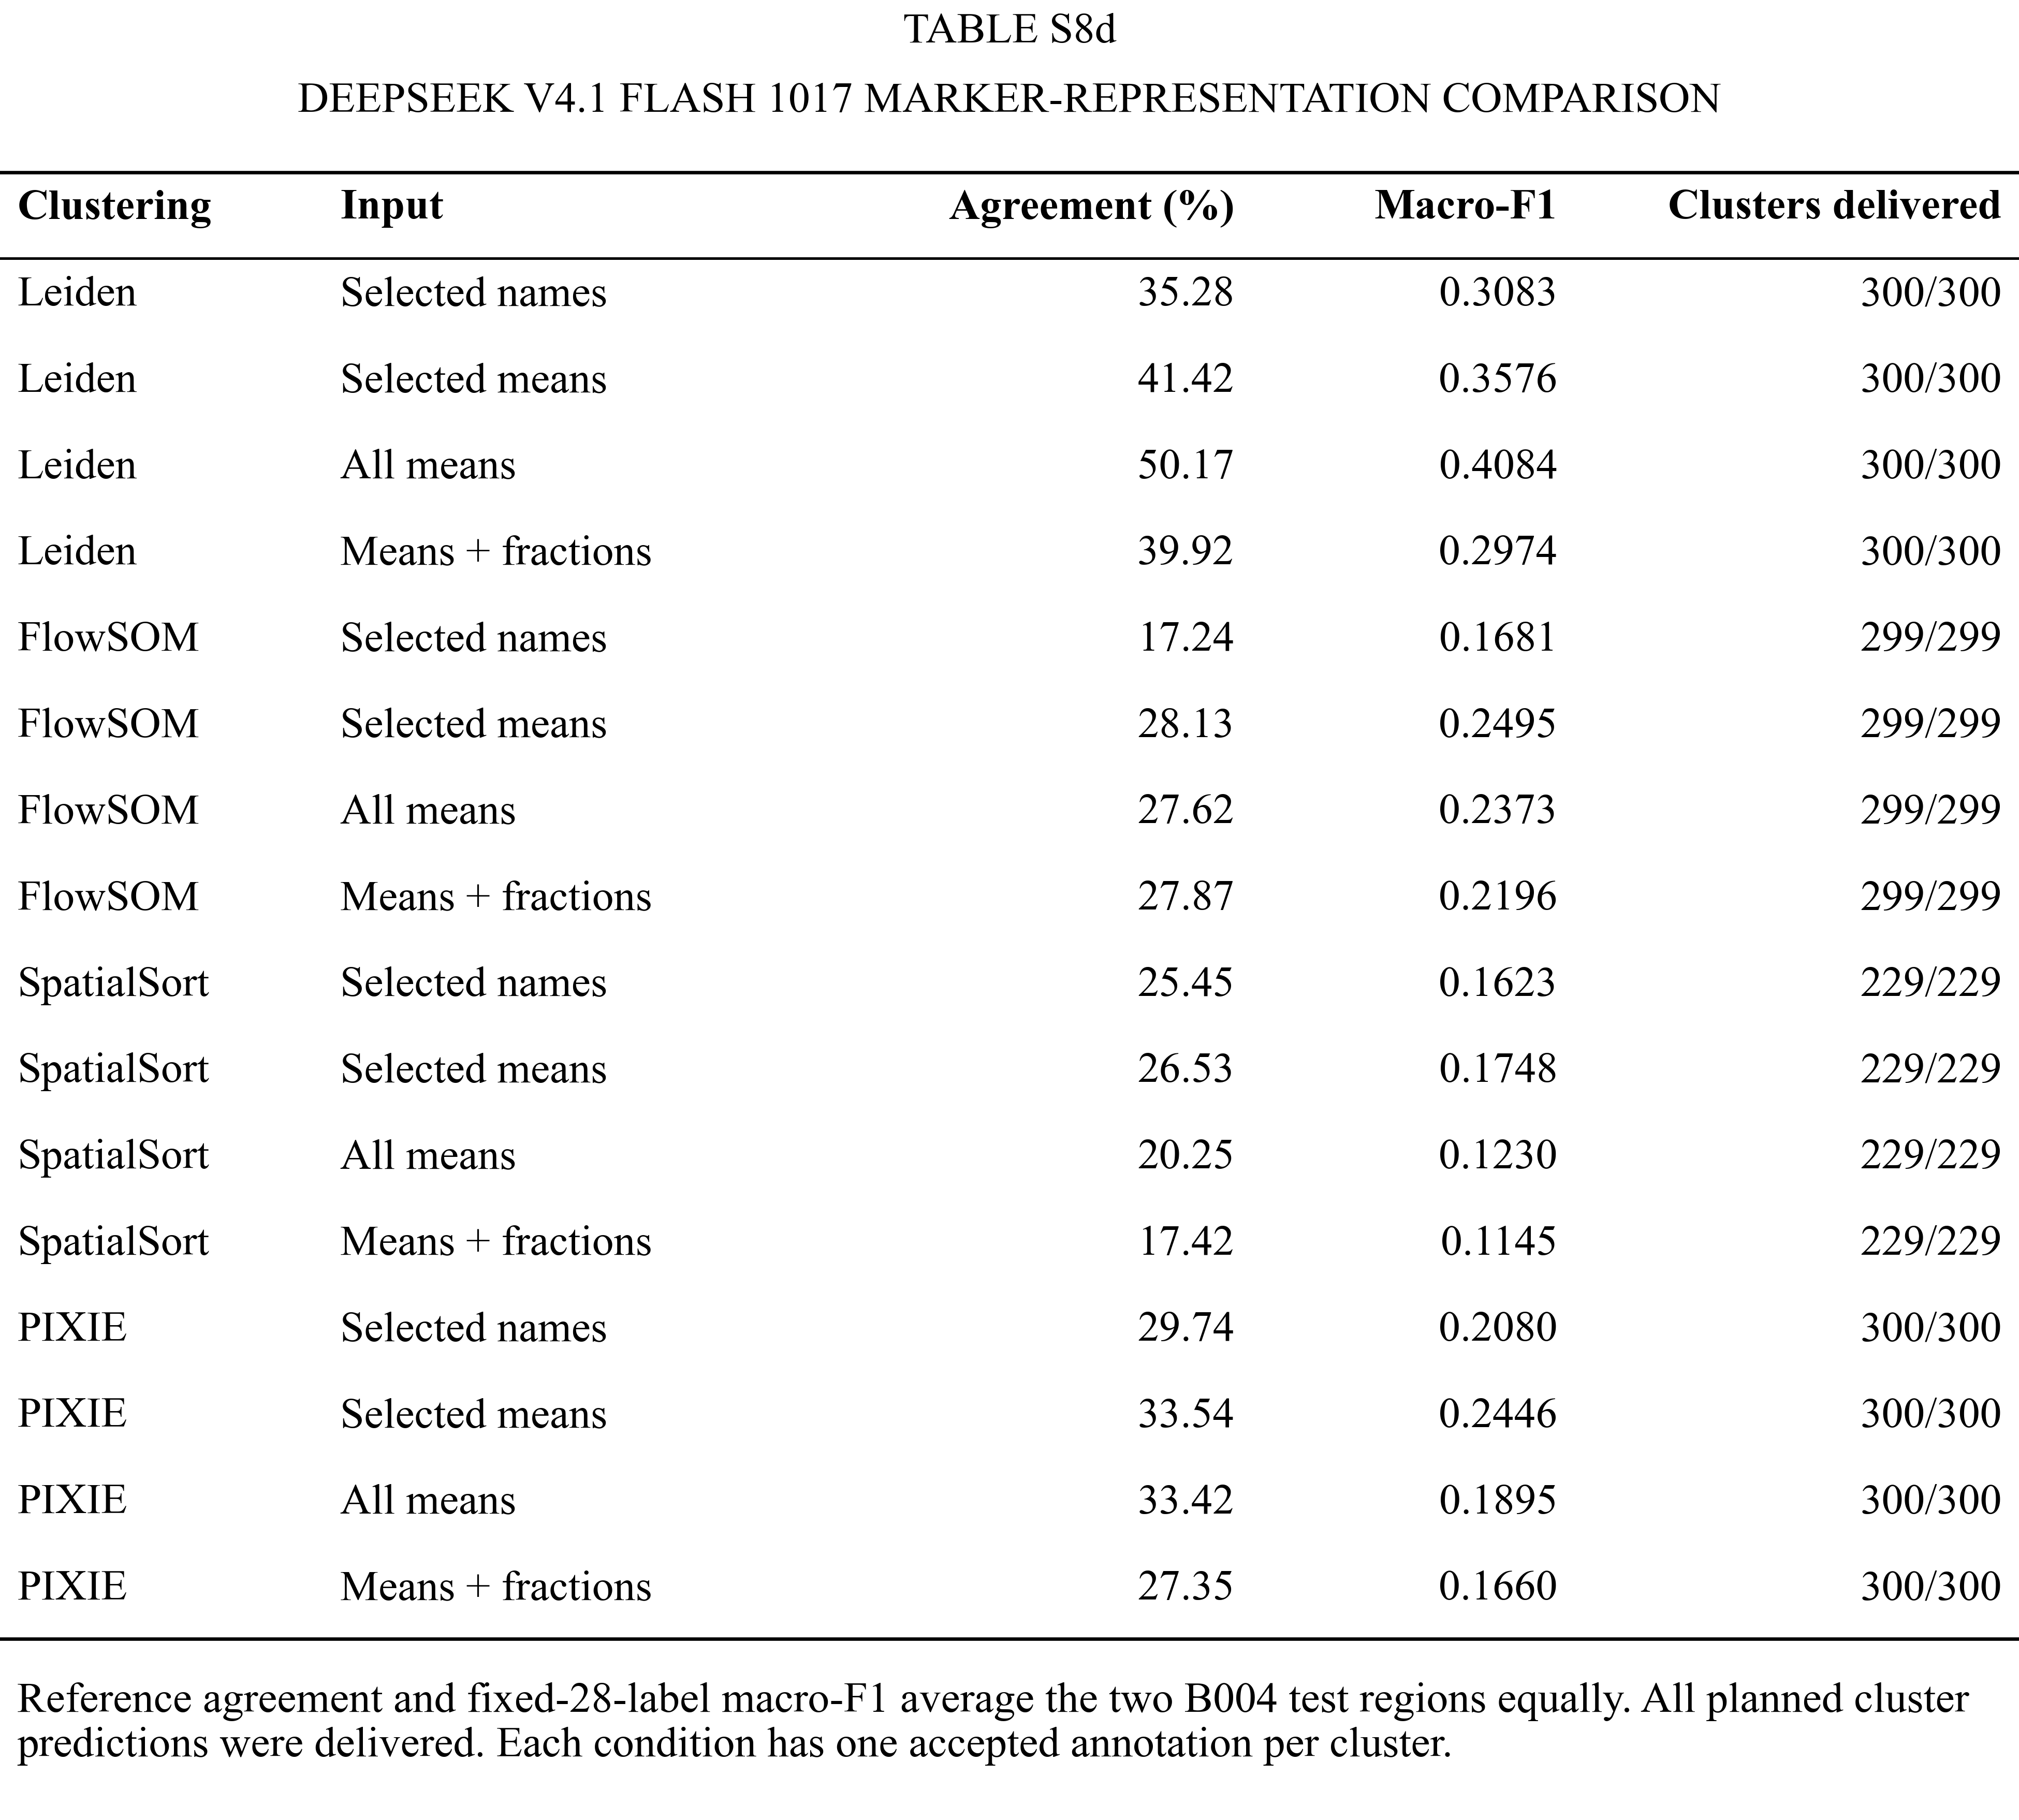 TABLE S8d
DEEPSEEK V4.1 FLASH 1017 MARKER-REPRESENTATION COMPARISON
Clustering Input Agreement (%) Macro-F1 Clusters delivered
Leiden Selected names 35.28 0.3083 300/300
Leiden Selected means 41.42 0.3576 300/300
Leiden All means 50.17 0.4084 300/300
Leiden Means + fractions 39.92 0.2974 300/300
FlowSOM Selected names 17.24 0.1681 299/299
FlowSOM Selected means 28.13 0.2495 299/299
FlowSOM All means 27.62 0.2373 299/299
FlowSOM Means + fractions 27.87 0.2196 299/299
SpatialSort Selected names 25.45 0.1623 229/229
SpatialSort Selected means 26.53 0.1748 229/229
SpatialSort All means 20.25 0.1230 229/229
SpatialSort Means + fractions 17.42 0.1145 229/229
PIXIE Selected names 29.74 0.2080 300/300
PIXIE Selected means 33.54 0.2446 300/300
PIXIE All means 33.42 0.1895 300/300
PIXIE Means + fractions 27.35 0.1660 300/300
Reference agreement and fixed-28-label macro-F1 average the two B004 test regions equally. All planned cluster
predictions were delivered. Each condition has one accepted annotation per cluster.